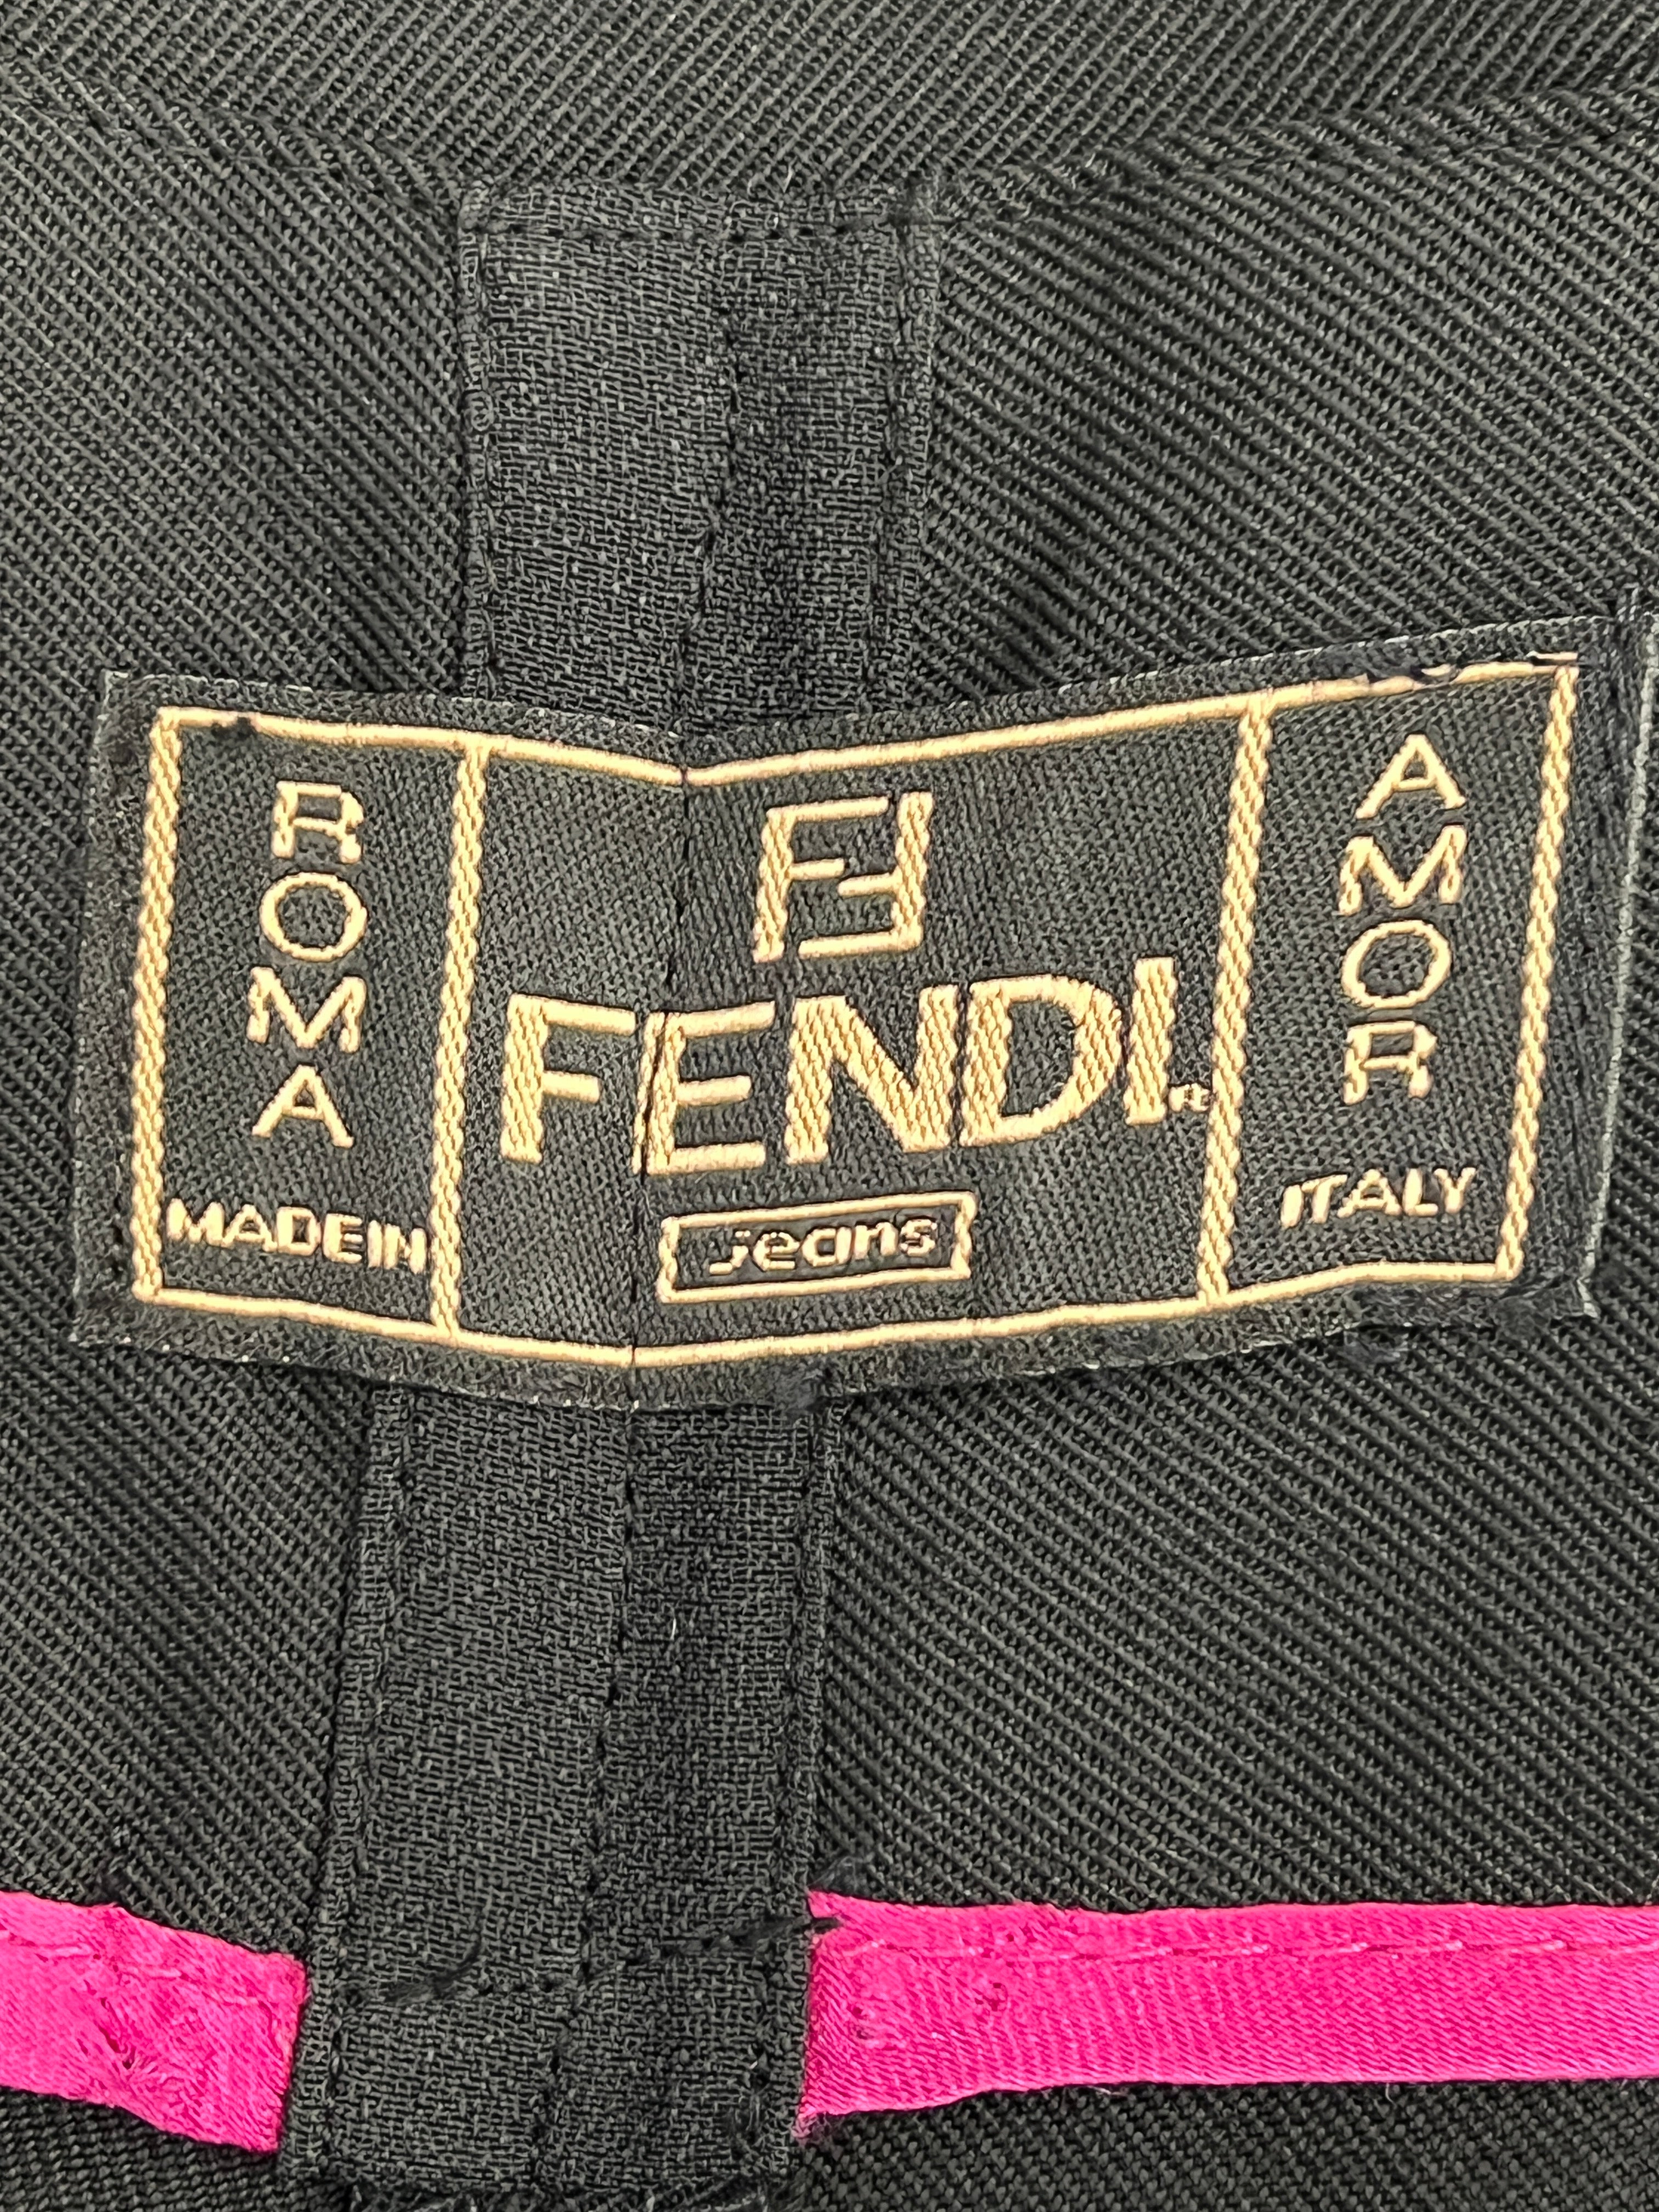 ROMA
MADE IN
FF
FENDI®
Jeans
AMOR
ITALY